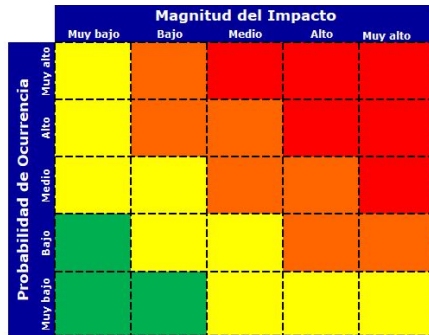 Magnitud del Impacto
Muy bajo Bajo Medio Alto Muy alto
Probabilidad de Ocurrencia
Muy alto
Alto
Medio
Bajo
Muy bajo